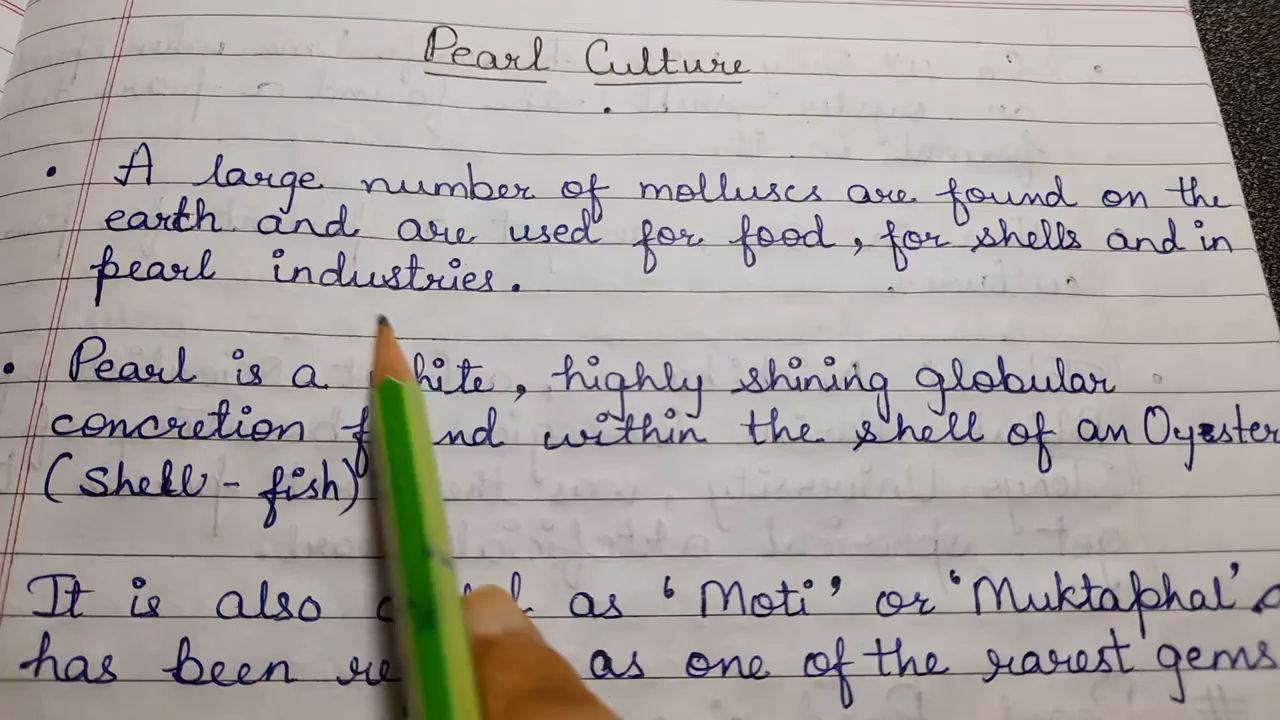 Pearl Culture
• A large number of molluscs are found on the
earth and are used for food, for shells and in
pearl industries.
• Pearl is a hite, highly shining globular
concretion f nd within the shell of an Oyester
(Shell-fish)
It is also as 'Moti' or 'Muktaphal'
has been re as one of the rarest gems